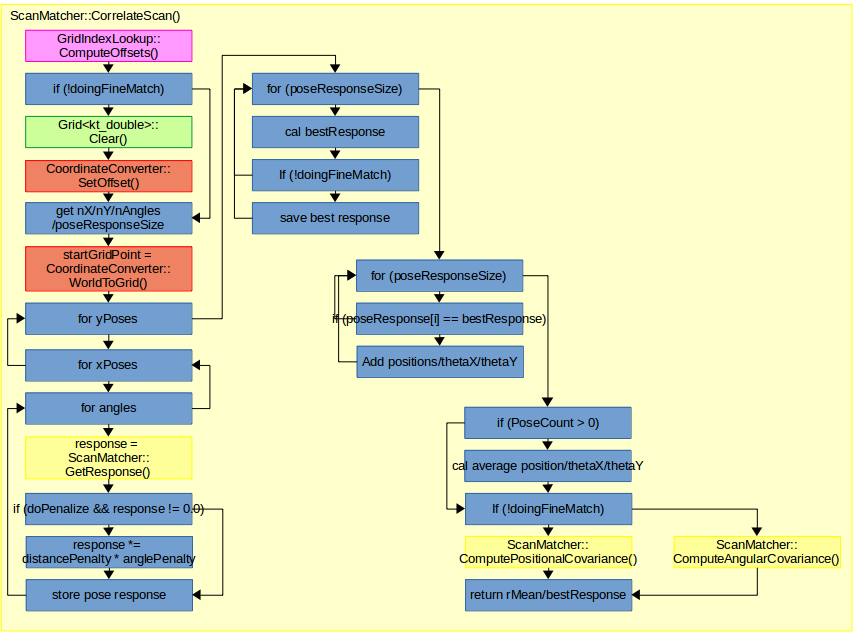 ScanMatcher::CorrelateScan()
GridIndexLookup::
ComputeOffsets()
if (!doingFineMatch)
Grid<kt_double>::
Clear()
CoordinateConverter::
SetOffset()
get nX/nY/nAngles
/poseResponseSize
startGridPoint =
CoordinateConverter::
WorldToGrid()
for yPoses
for xPoses
for angles
response =
ScanMatcher::
GetResponse()
if (doPenalize && response != 0.0)
response *=
distancePenalty * anglePenalty
store pose response
for (poseResponseSize)
cal bestResponse
If (!doingFineMatch)
save best response
for (poseResponseSize)
if (poseResponse[i] == bestResponse)
Add positions/thetaX/thetaY
if (PoseCount > 0)
cal average position/thetaX/thetaY
If (!doingFineMatch)
ScanMatcher::
ComputePositionalCovariance()
ScanMatcher::
ComputeAngularCovariance()
return rMean/bestResponse